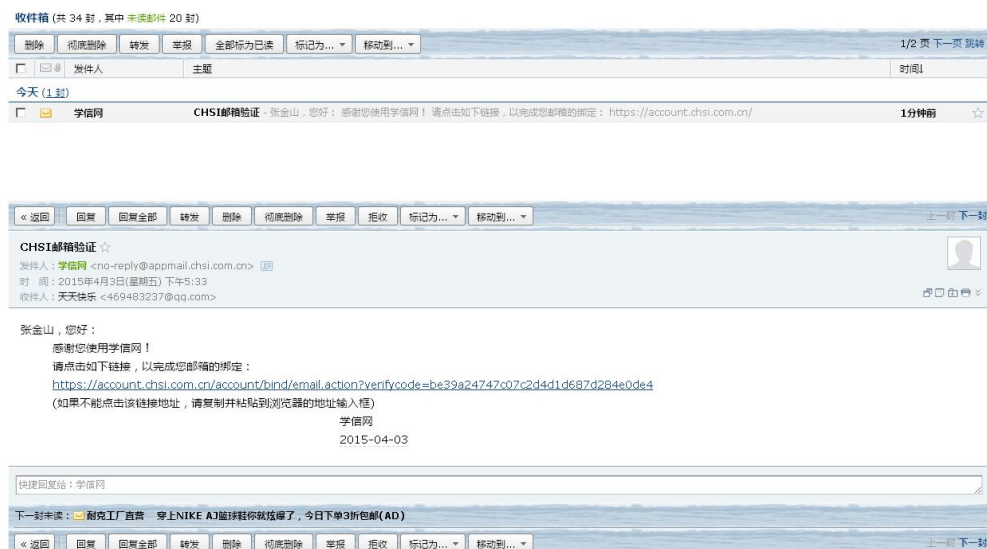 收件箱 (共 34 封，其中 未读邮件 20 封)
删除 彻底删除 转发 举报 全部标为已读 标记为... 移动到... 1/2 页 下一页 跳转
发件人 主题 时间↓
今天 (1 封)
学信网 CHSI邮箱验证 - 张金山，您好： 感谢您使用学信网！ 请点击如下链接，以完成您邮箱的绑定： https://account.chsi.com.cn/ 1分钟前
« 返回 回复 回复全部 转发 删除 彻底删除 举报 拒收 标记为... 移动到... 上一封 下一封
CHSI邮箱验证
发件人：学信网 <no-reply@appmail.chsi.com.cn>
时 间：2015年4月3日(星期五) 下午5:33
收件人：天天快乐 <469483237@qq.com>
张金山，您好：
感谢您使用学信网！
请点击如下链接，以完成您邮箱的绑定：
https://account.chsi.com.cn/account/bind/email.action?verifycode=be39a24747c07c2d4d1d687d284e0de4
(如果不能点击该链接地址，请复制并粘贴到浏览器的地址输入框)
学信网
2015-04-03
快捷回复给：学信网
下一封未读： 耐克工厂直营 穿上NIKE AJ篮球鞋你就炫爆了，今日下单3折包邮(AD)
« 返回 回复 回复全部 转发 删除 彻底删除 举报 拒收 标记为... 移动到... 上一封 下一封